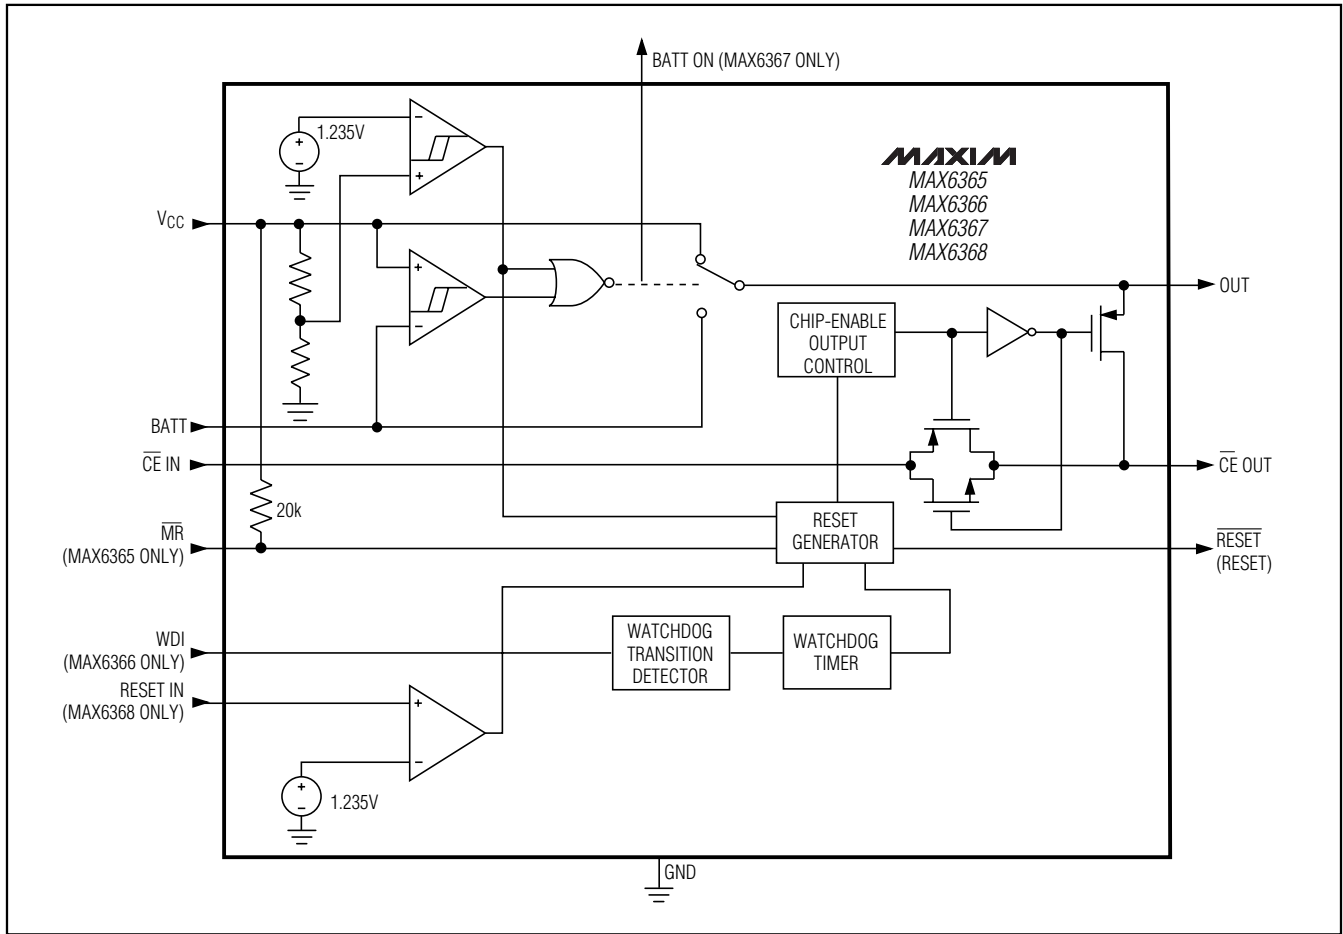 BATT ON (MAX6367 ONLY)
1.235V
MAXIM
MAX6365
MAX6366
MAX6367
MAX6368
VCC
OUT
CHIP-ENABLE
OUTPUT
CONTROL
BATT
CE IN
CE OUT
20k
MR
(MAX6365 ONLY)
RESET
GENERATOR
RESET
(RESET)
WDI
(MAX6366 ONLY)
WATCHDOG
TRANSITION
DETECTOR
WATCHDOG
TIMER
RESET IN
(MAX6368 ONLY)
1.235V
GND